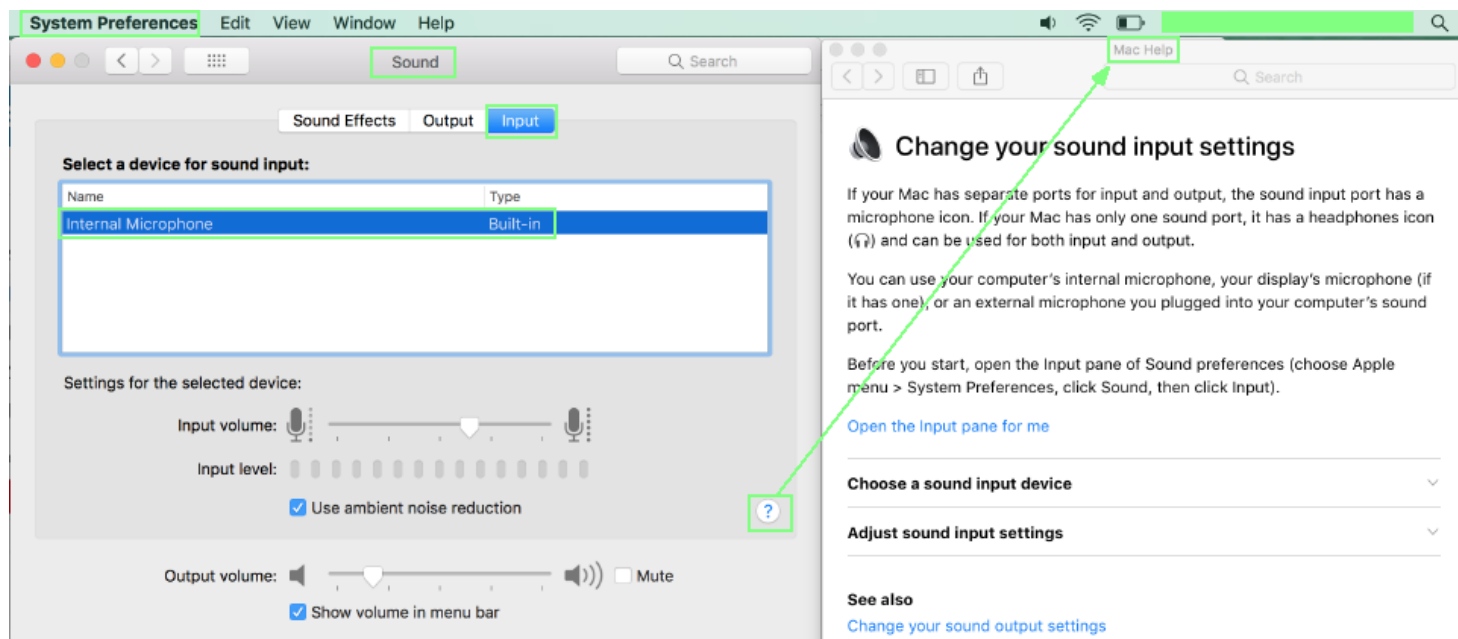 System Preferences Edit View Window Help
Sound
Search
Sound Effects Output Input
Select a device for sound input:
Name Type
Internal Microphone Built-in
Settings for the selected device:
Input volume:
Input level:
Use ambient noise reduction
?
Output volume:
Mute
Show volume in menu bar
Mac Help
Search
Change your sound input settings
If your Mac has separate ports for input and output, the sound input port has a
microphone icon. If your Mac has only one sound port, it has a headphones icon
(🎧) and can be used for both input and output.
You can use your computer's internal microphone, your display's microphone (if
it has one), or an external microphone you plugged into your computer's sound
port.
Before you start, open the Input pane of Sound preferences (choose Apple
menu > System Preferences, click Sound, then click Input).
Open the Input pane for me
Choose a sound input device
Adjust sound input settings
See also
Change your sound output settings